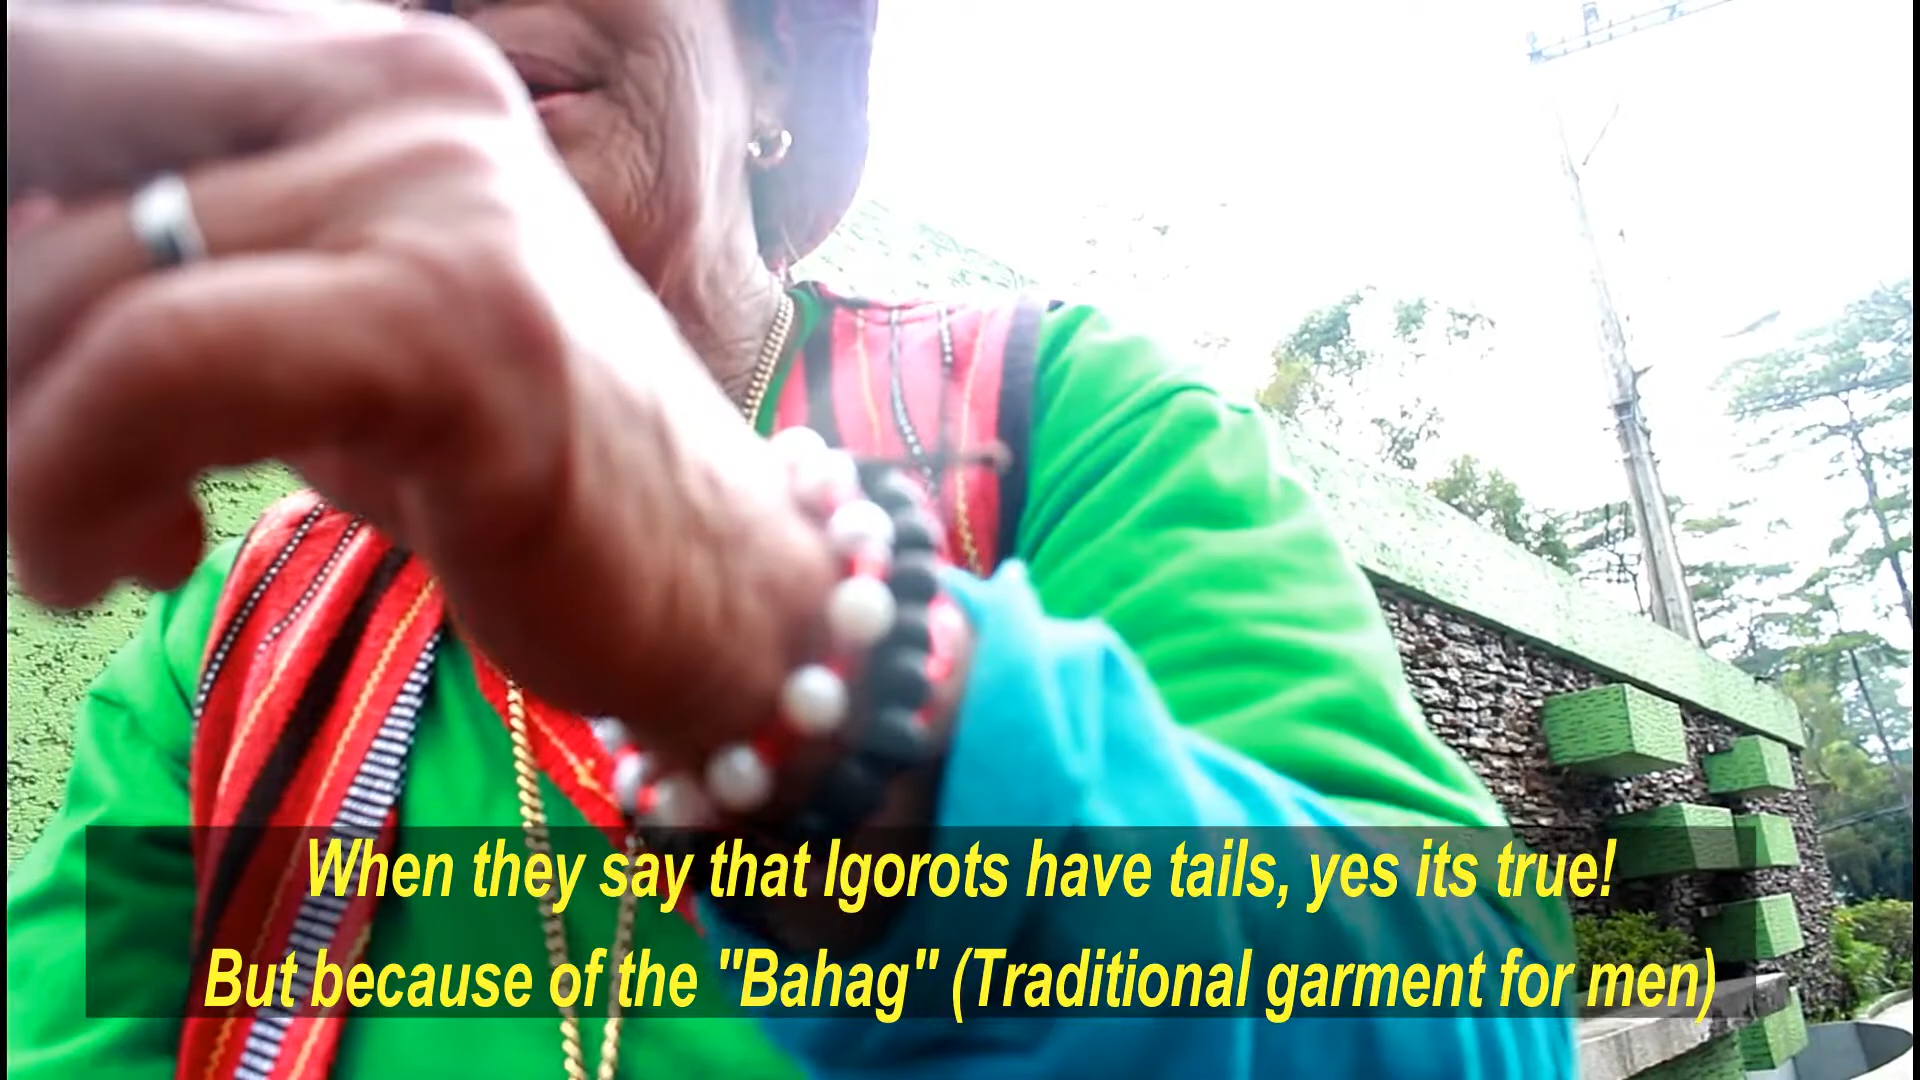 When they say that Igorots have tails, yes its true!
But because of the "Bahag" (Traditional garment for men)